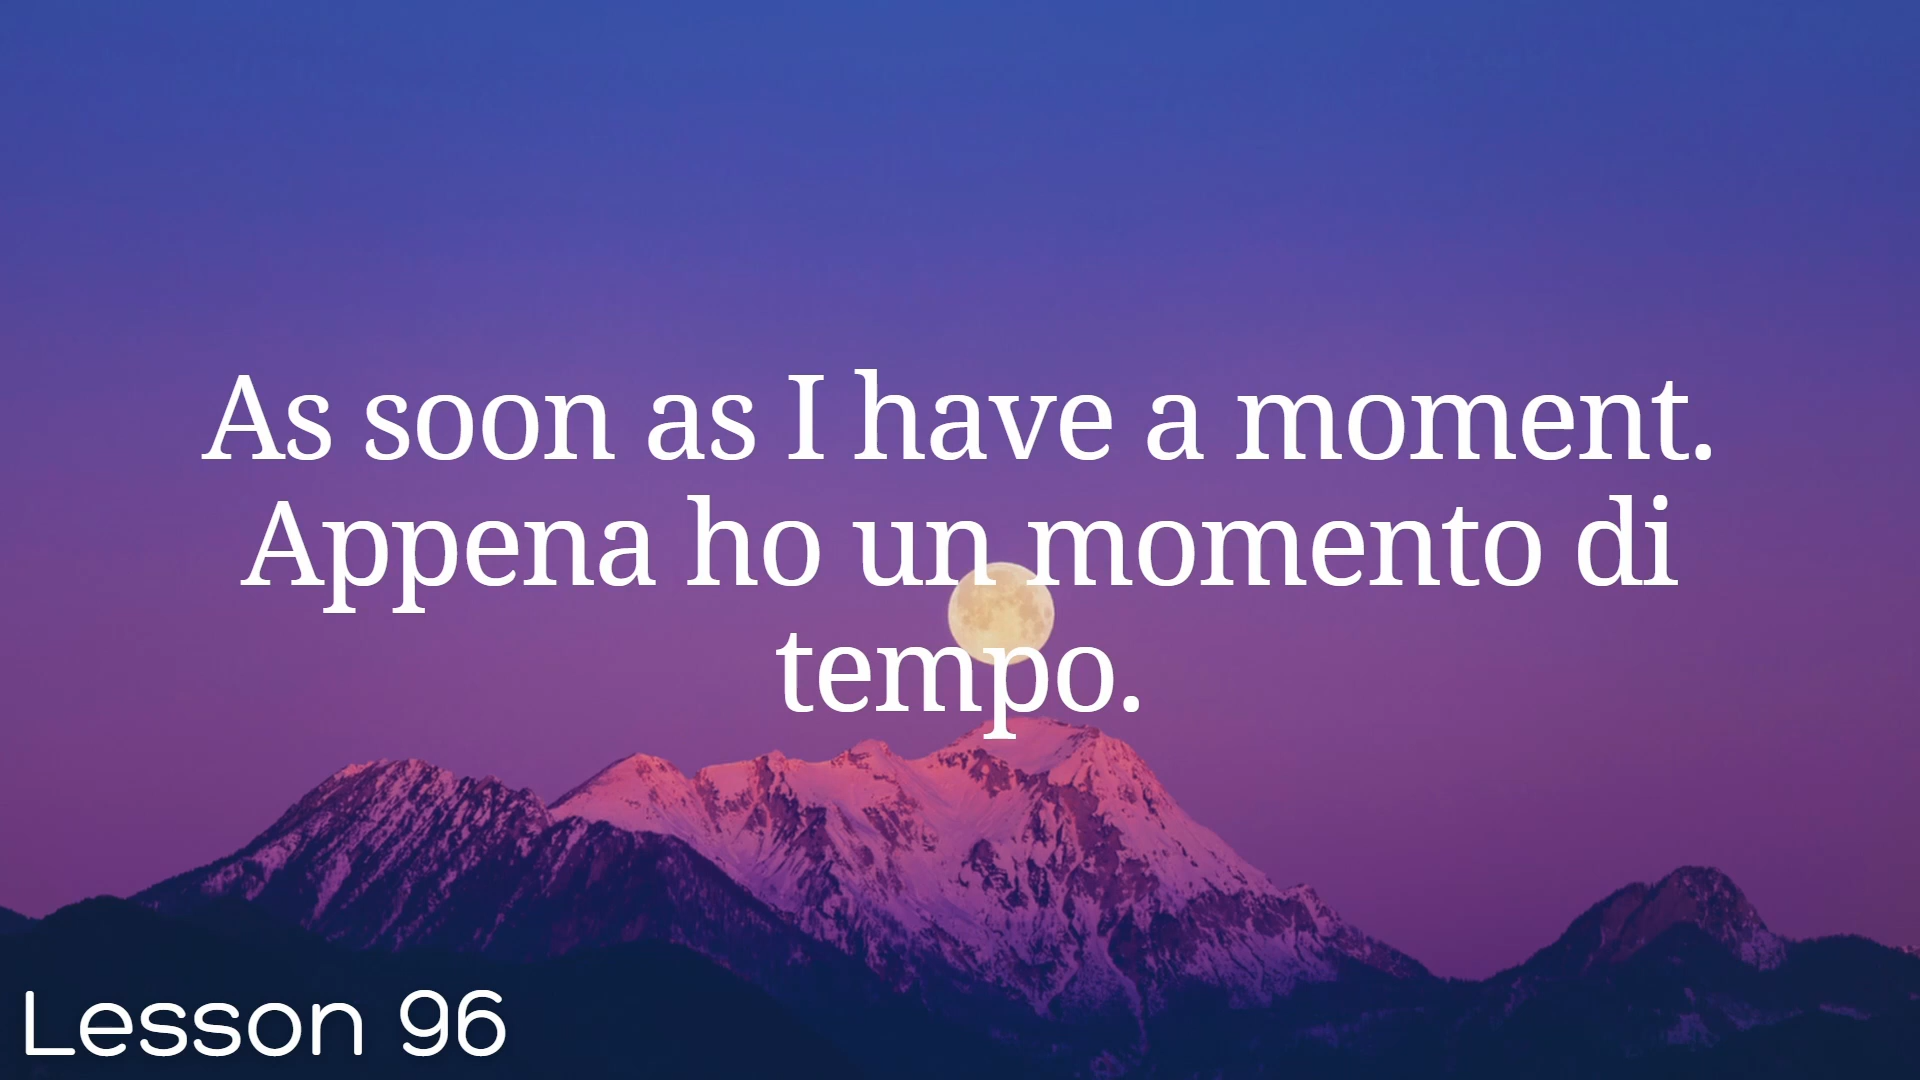 As soon as I have a moment.
Appena ho un momento di
tempo.
Lesson 96